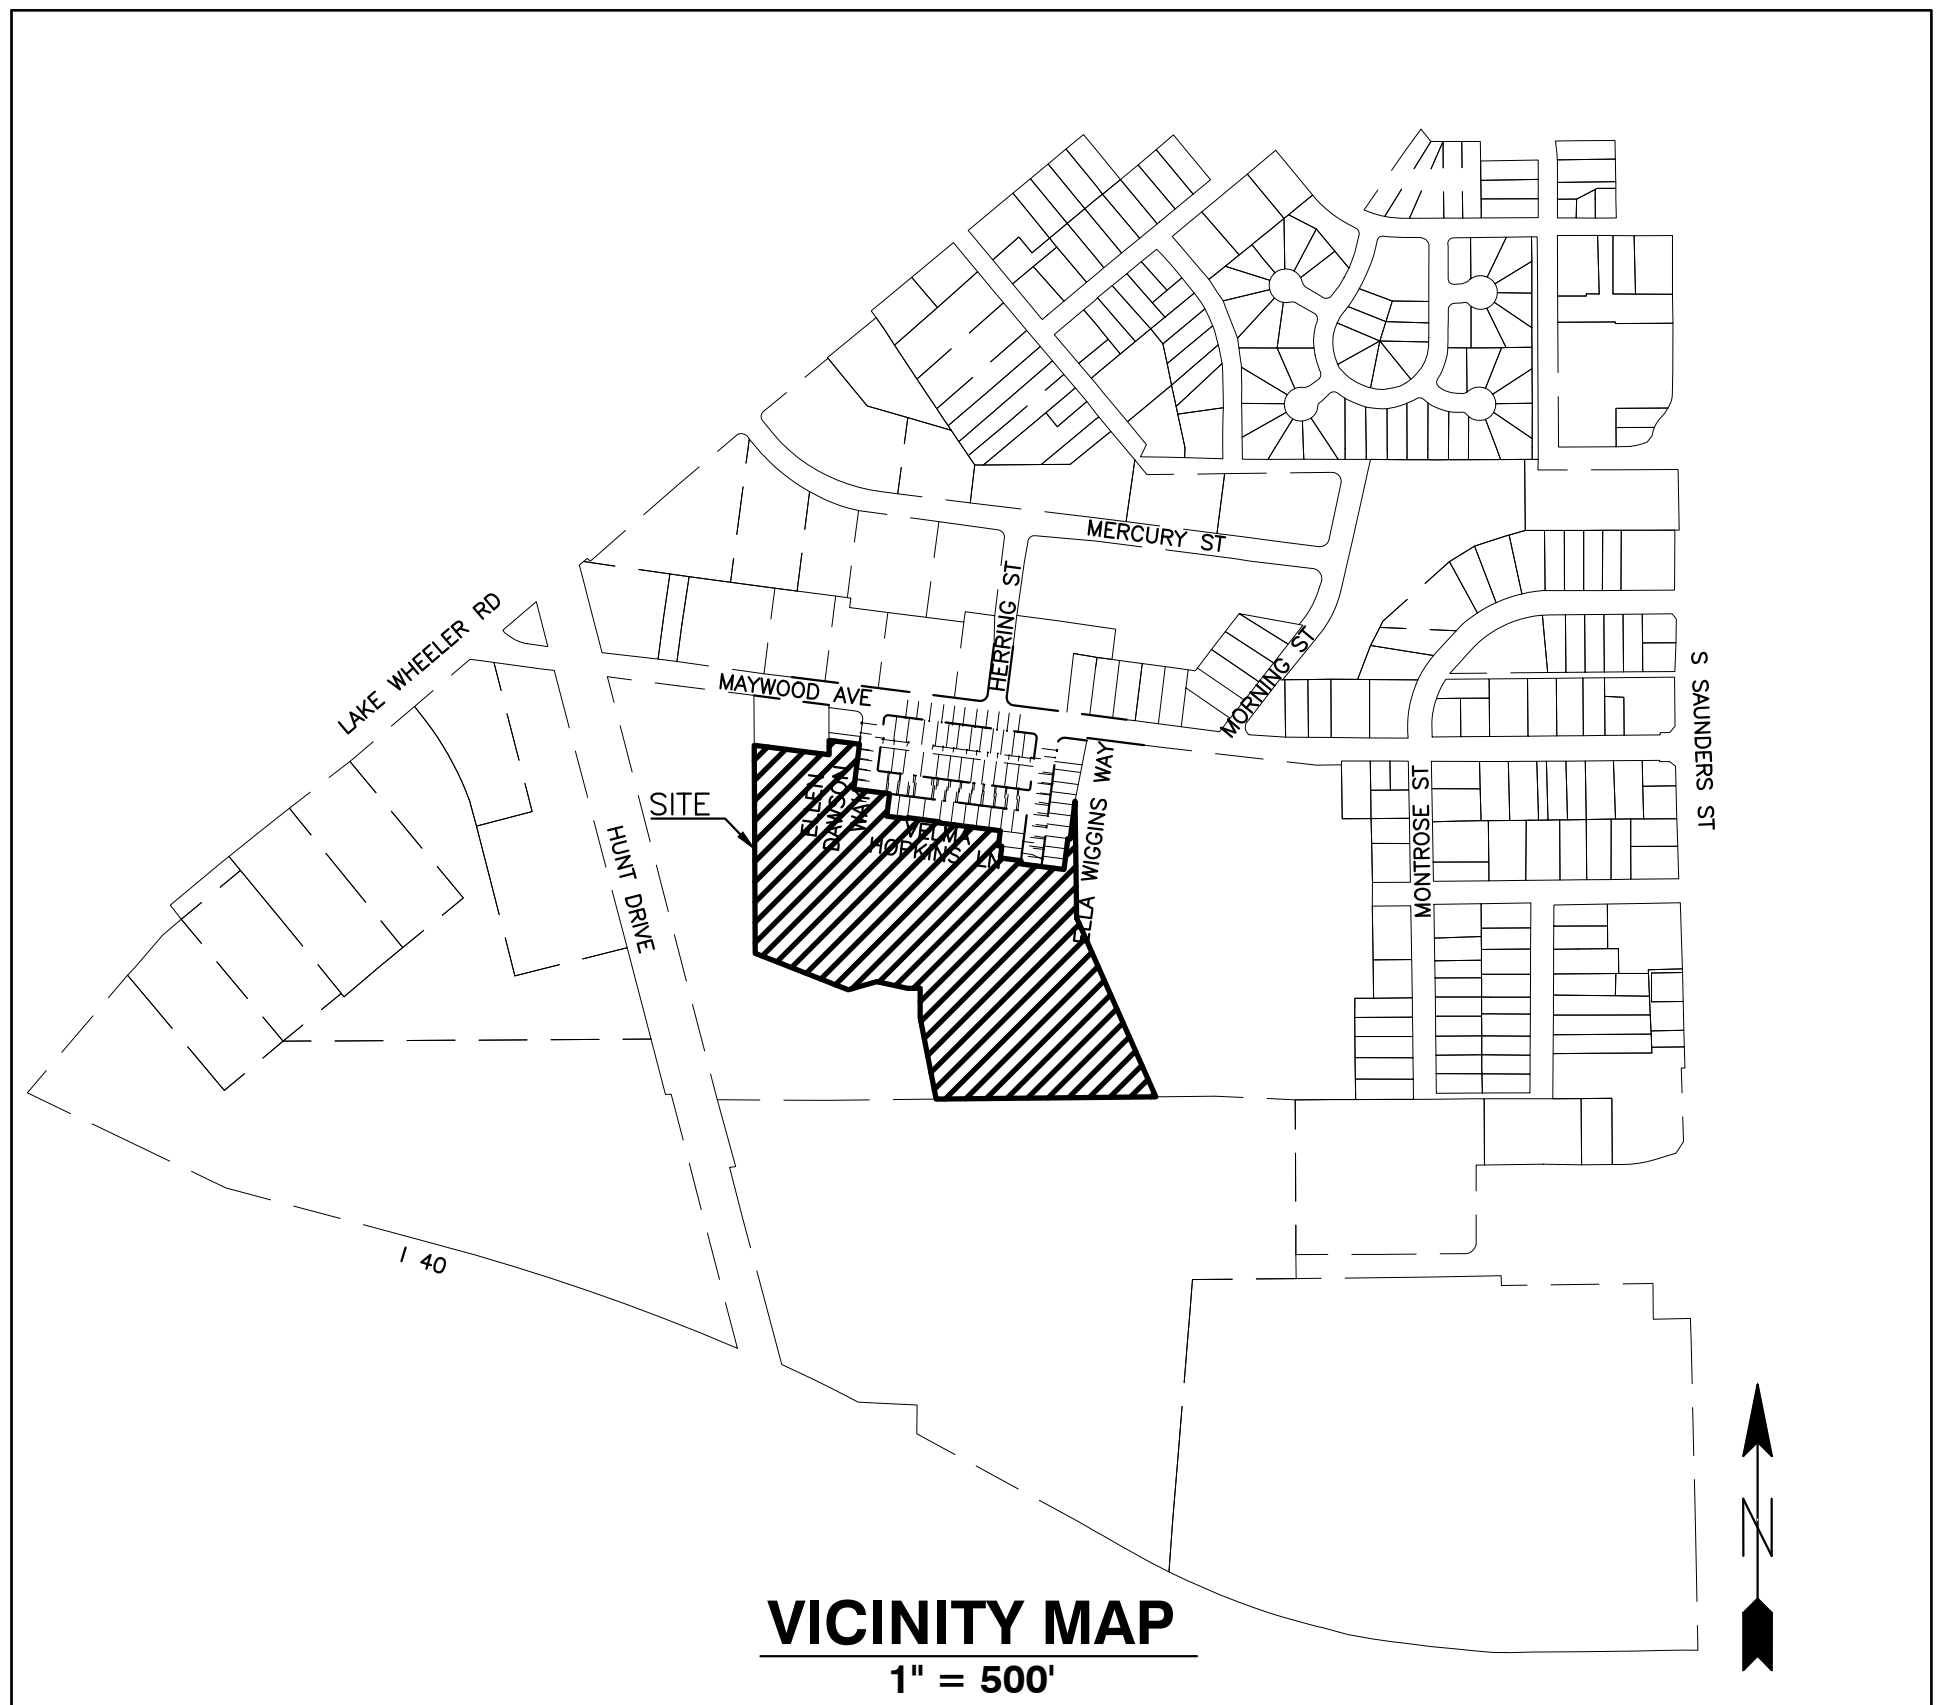 MERCURY ST
HERRING ST
LAKE WHEELER RD
MAYWOOD AVE
MORNING ST
S SAUNDERS ST
SITE
ELLEN
DAWSON
WAY
VELMA
HOPKINS LN
ELLA WIGGINS WAY
MONTROSE ST
HUNT DRIVE
I 40
N
VICINITY MAP
1" = 500'